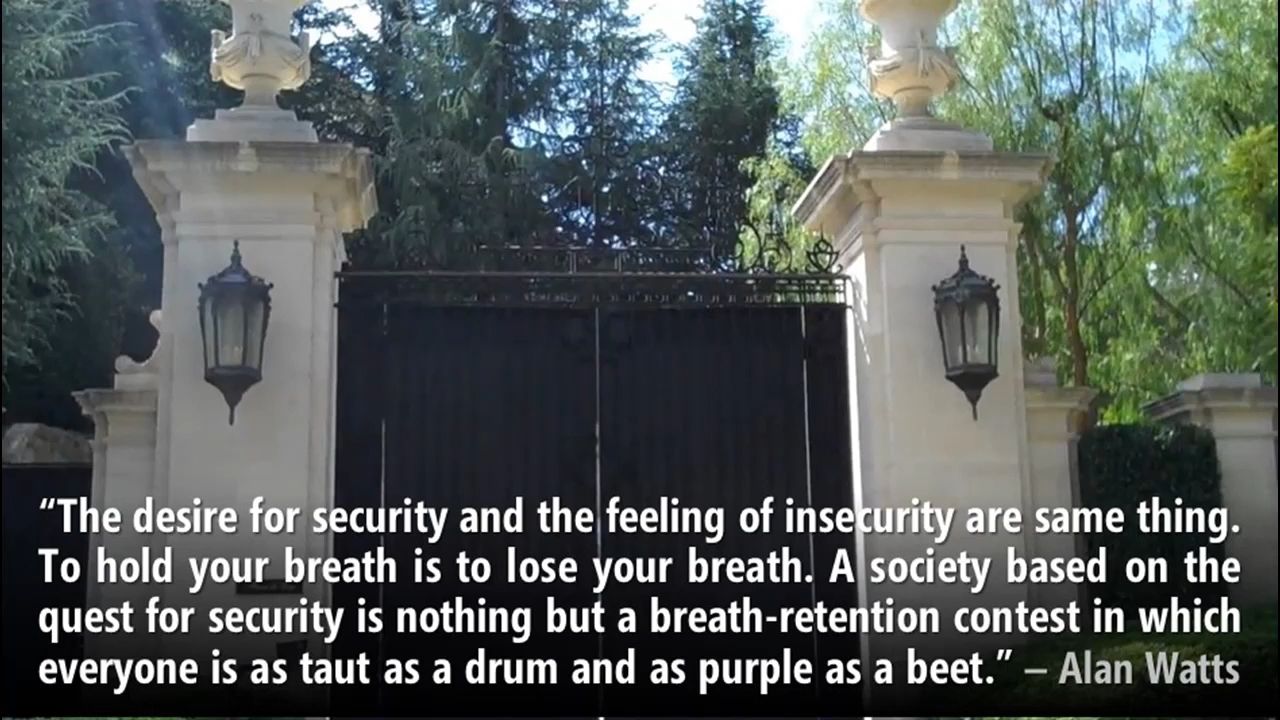 “The desire for security and the feeling of insecurity are same thing.
To hold your breath is to lose your breath. A society based on the
quest for security is nothing but a breath-retention contest in which
everyone is as taut as a drum and as purple as a beet.” – Alan Watts